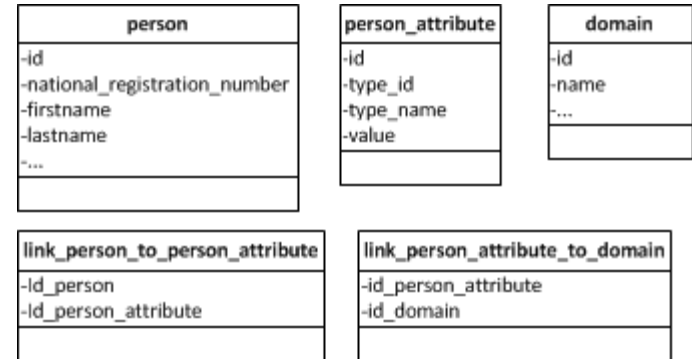 person
-id
-national_registration_number
-firstname
-lastname
-...
person_attribute
-id
-type_id
-type_name
-value
domain
-id
-name
-...
link_person_to_person_attribute
-Id_person
-Id_person_attribute
link_person_attribute_to_domain
-id_person_attribute
-id_domain